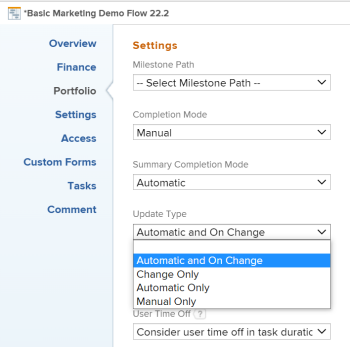 *Basic Marketing Demo Flow 22.2
Overview
Finance
Portfolio
Settings
Access
Custom Forms
Tasks
Comment
Settings
Milestone Path
-- Select Milestone Path --
Completion Mode
Manual
Summary Completion Mode
Automatic
Update Type
Automatic and On Change
Automatic and On Change
Change Only
Automatic Only
Manual Only
User Time Off ?
Consider user time off in task duratic